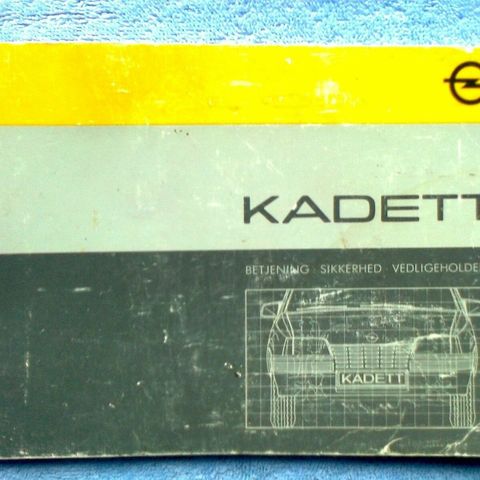 KADETT
BETJENING · SIKKERHED · VEDLIGEHOLDE
KADETT